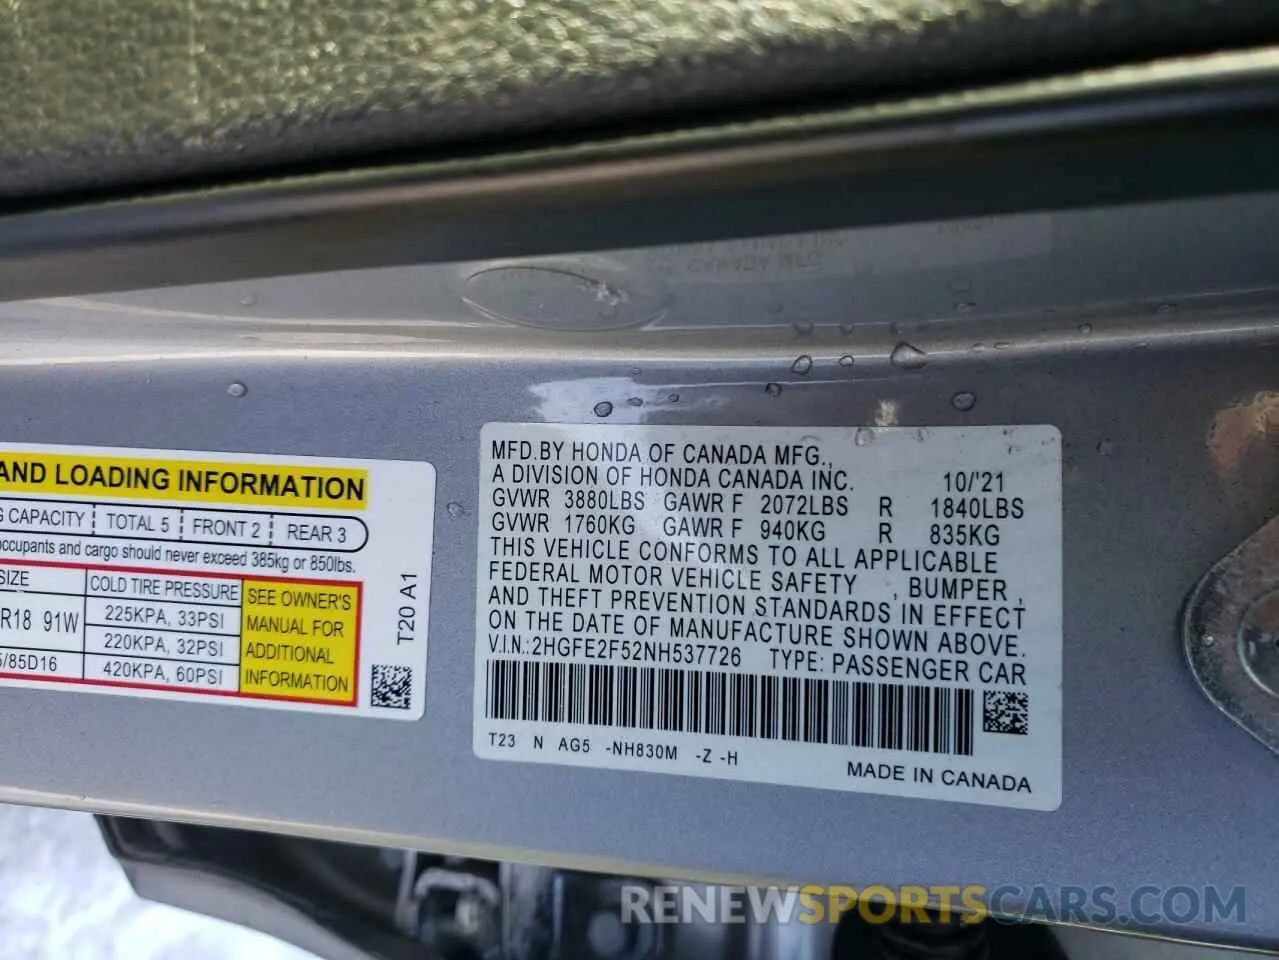 AND LOADING INFORMATION
G CAPACITY TOTAL 5 FRONT 2 REAR 3
occupants and cargo should never exceed 385kg or 850lbs.
SIZE COLD TIRE PRESSURE SEE OWNER'S MANUAL FOR ADDITIONAL INFORMATION
R18 91W 225KPA, 33PSI
220KPA, 32PSI
5/85D16 420KPA, 60PSI
T20 A1
MFD.BY HONDA OF CANADA MFG.,
A DIVISION OF HONDA CANADA INC. 10/'21
GVWR 3880LBS GAWR F 2072LBS R 1840LBS
GVWR 1760KG GAWR F 940KG R 835KG
THIS VEHICLE CONFORMS TO ALL APPLICABLE
FEDERAL MOTOR VEHICLE SAFETY , BUMPER ,
AND THEFT PREVENTION STANDARDS IN EFFECT
ON THE DATE OF MANUFACTURE SHOWN ABOVE.
V.I.N.:2HGFE2F52NH537726 TYPE: PASSENGER CAR
T23 N AG5 -NH830M -Z -H
MADE IN CANADA
RENEWSPORTSCARS.COM